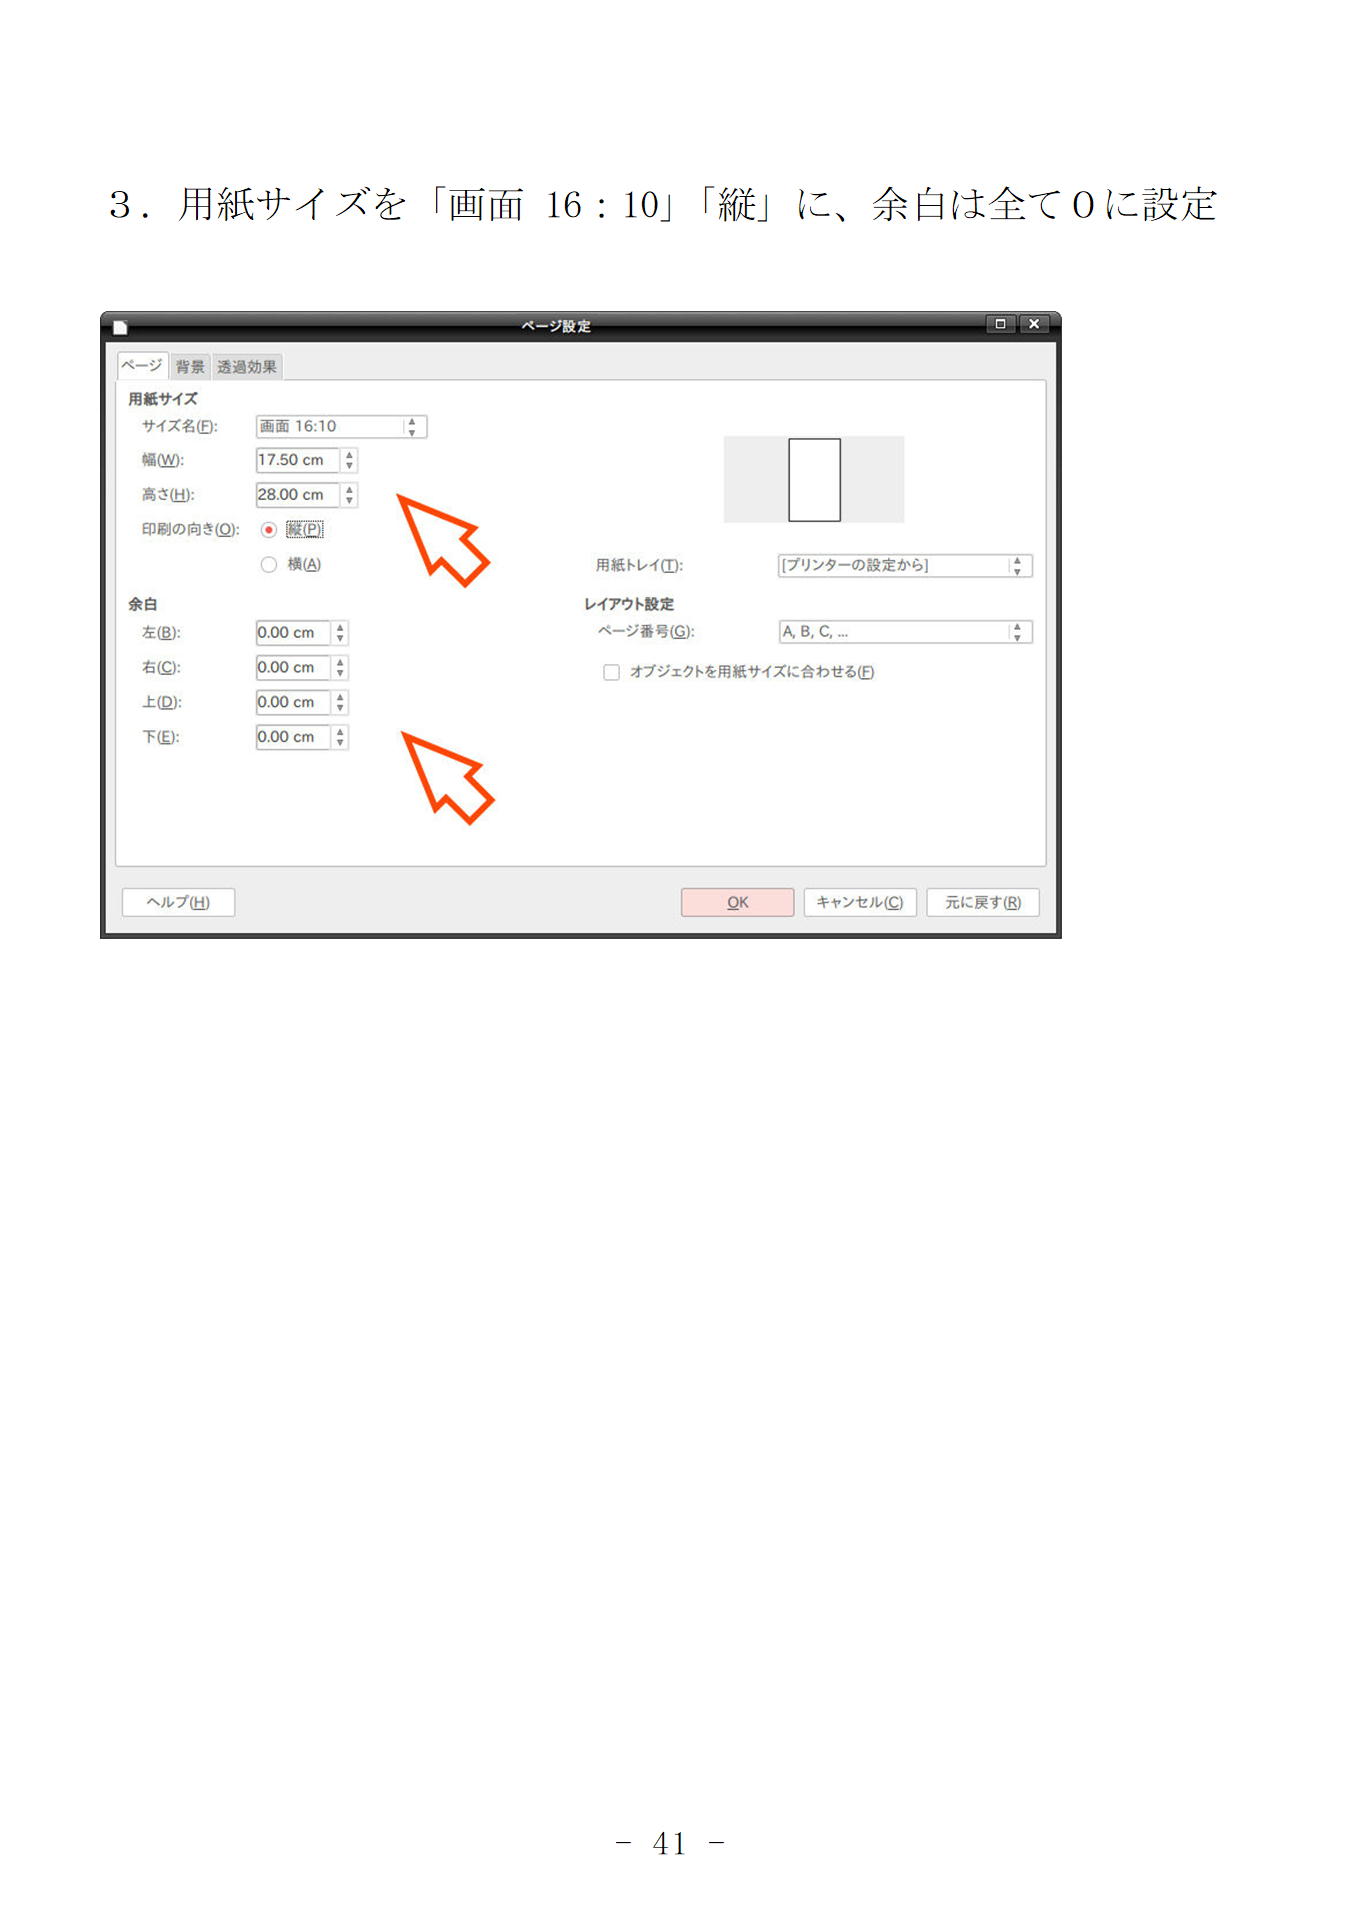 ３．用紙サイズを「画面 16：10」「縦」に、余白は全て０に設定
ページ設定
ページ 背景 透過効果
用紙サイズ
サイズ名(F): 画面 16:10
幅(W): 17.50 cm
高さ(H): 28.00 cm
印刷の向き(O): 縦(P)
横(A)
用紙トレイ(T): [プリンターの設定から]
余白
左(B): 0.00 cm
右(C): 0.00 cm
上(D): 0.00 cm
下(E): 0.00 cm
レイアウト設定
ページ番号(G): A, B, C, ...
オブジェクトを用紙サイズに合わせる(F)
ヘルプ(H) OK キャンセル(C) 元に戻す(R)
- 41 -